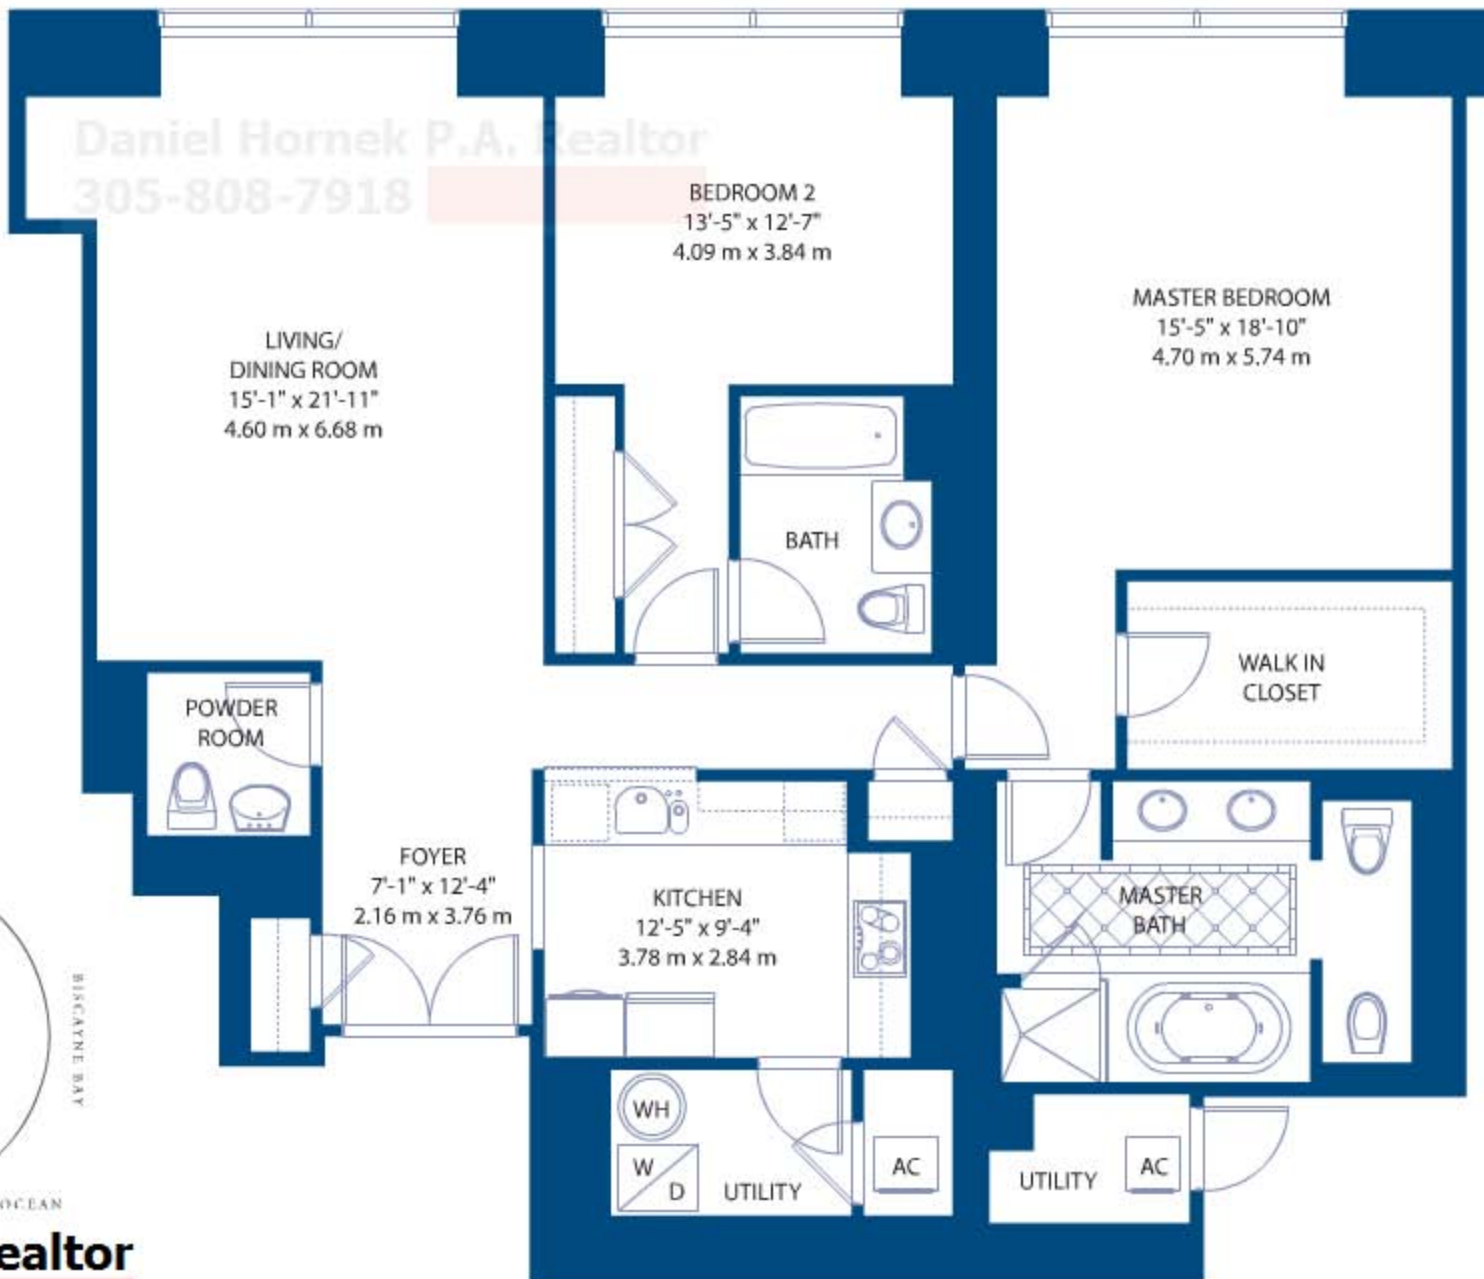 Daniel Hornek P.A. Realtor
305-808-7918
BEDROOM 2
13'-5" x 12'-7"
4.09 m x 3.84 m
MASTER BEDROOM
15'-5" x 18'-10"
4.70 m x 5.74 m
LIVING/
DINING ROOM
15'-1" x 21'-11"
4.60 m x 6.68 m
BATH
WALK IN
CLOSET
POWDER
ROOM
FOYER
7'-1" x 12'-4"
2.16 m x 3.76 m
KITCHEN
12'-5" x 9'-4"
3.78 m x 2.84 m
MASTER
BATH
BISCAYNE BAY
WH
W
D
UTILITY
AC
UTILITY
AC
OCEAN
ealtor